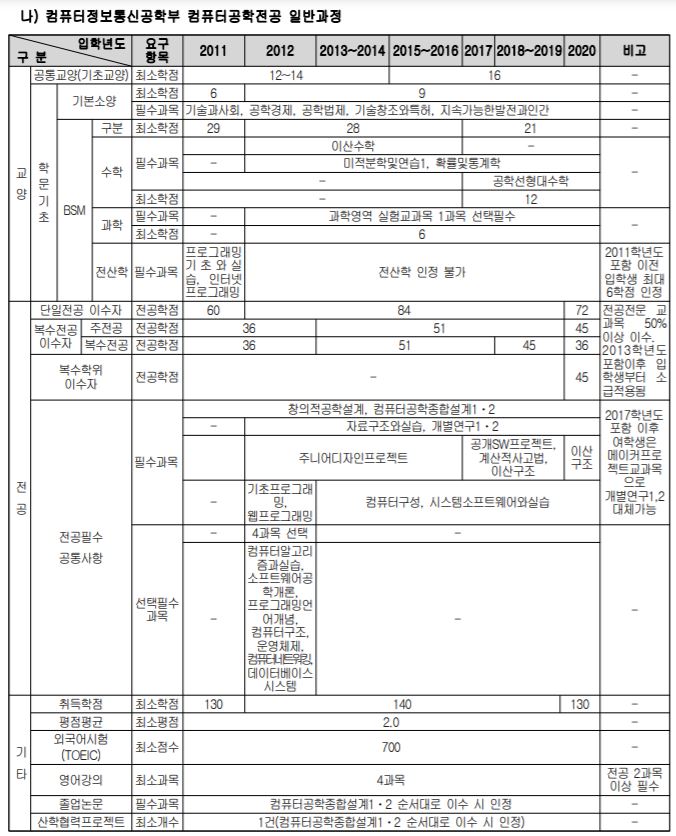 나) 컴퓨터정보통신공학부 컴퓨터공학전공 일반과정
구 분 입학년도 요구항목 2011 2012 2013~2014 2015~2016 2017 2018~2019 2020 비고
교양 공통교양(기초교양) 최소학점 12~14 16 -
학문기초 기본소양 최소학점 6 9 -
필수과목 기술과사회, 공학경제, 공학법제, 기술창조와특허, 지속가능한발전과인간 -
BSM 구분 최소학점 29 28 21 -
수학 필수과목 이산수학 - -
- 미적분학및연습1, 확률및통계학
- 공학선형대수학
최소학점 - 12
과학 필수과목 - 과학영역 실험교과목 1과목 선택필수 -
최소학점 - 6
전산학 필수과목 프로그래밍
기초와실
습, 인터넷
프로그래밍
전산학 인정 불가
2011학년도
포함 이전
입학생 최대
6학점 인정
전공 단일전공 이수자 전공학점 60 84 72
복수전공
이수자
주전공 전공학점 36 51 45
복수전공 전공학점 36 51 45 36
복수학위
이수자
전공학점 - 45
전공전문 교
과목 50%
이상 이수.
2013학년도
포함이후 입
학생부터 소
급적용됨
전공필수
공통사항
필수과목
창의적공학설계, 컴퓨터공학종합설계1·2
- 자료구조와실습, 개별연구1·2
주니어디자인프로젝트
공개SW프로젝트,
계산적사고법,
이산구조
이산
구조
-
기초프로그래
밍,
웹프로그래밍
컴퓨터구성, 시스템소프트웨어와실습
2017학년도
포함 이후
여학생은
메이커프로
젝트교과목
으로
개별연구1,2
대체가능
선택필수
과목
- 4과목 선택 -
-
컴퓨터알고리
즘과실습,
소프트웨어공
학개론,
프로그래밍언
어개념,
컴퓨터구조,
운영체제,
컴퓨터네트워킹,
데이터베이스
시스템
-
-
기타 취득학점 최소학점 130 140 130 -
평점평균 최소평점 2.0 -
외국어시험
(TOEIC)
최소점수 700 -
영어강의 최소과목 4과목
전공 2과목
이상 필수
졸업논문 필수과목 컴퓨터공학종합설계1·2 순서대로 이수 시 인정 -
산학협력프로젝트 최소개수 1건(컴퓨터공학종합설계1·2 순서대로 이수 시 인정) -